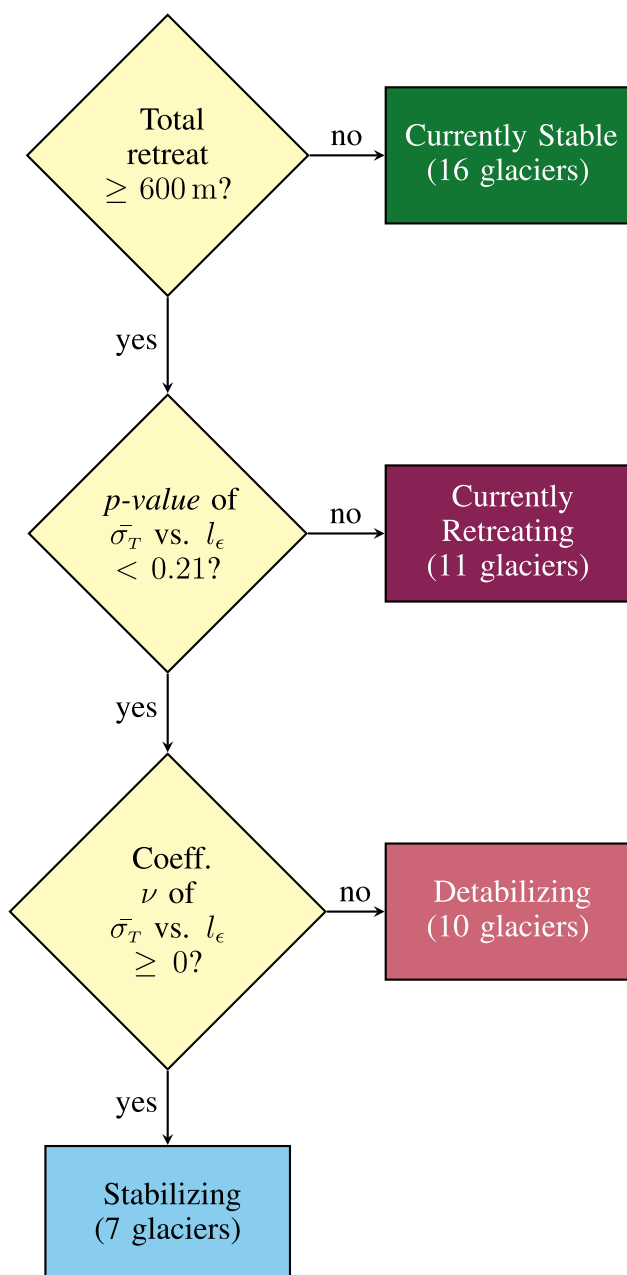 Total
retreat
≥ 600 m?
no
Currently Stable
(16 glaciers)
yes
p-value of
σ̄_T vs. l_ϵ
< 0.21?
no
Currently
Retreating
(11 glaciers)
yes
Coeff.
ν of
σ̄_T vs. l_ϵ
≥ 0?
no
Detabilizing
(10 glaciers)
yes
Stabilizing
(7 glaciers)